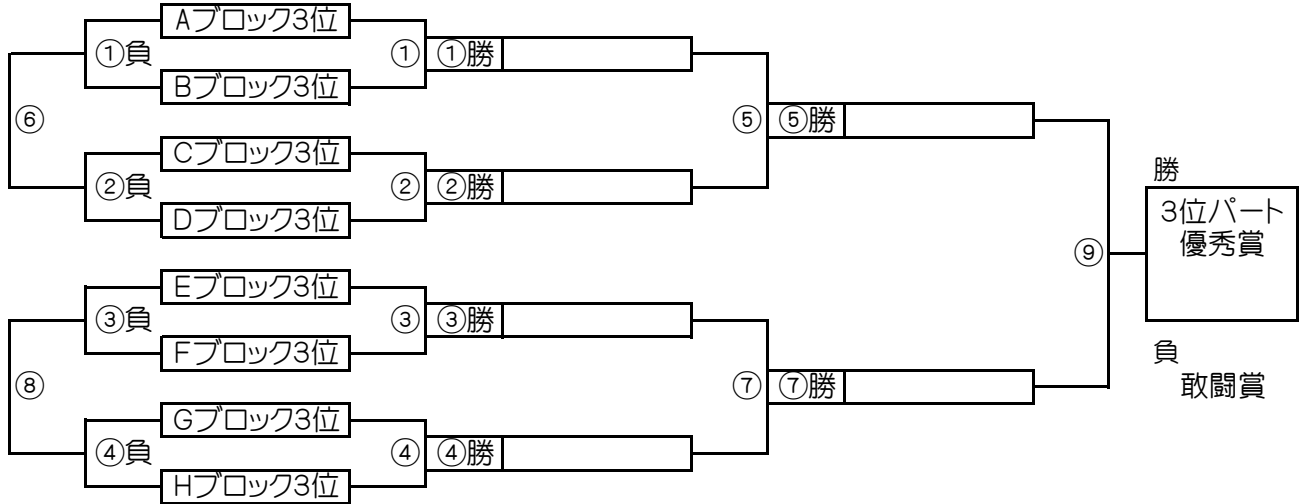 Aブロック3位
①負
①
①勝
Bブロック3位
⑥
⑤
⑤勝
Cブロック3位
②負
②
②勝
Dブロック3位
勝
3位パート
優秀賞
⑨
Eブロック3位
③負
③
③勝
Fブロック3位
負
敢闘賞
⑧
⑦
⑦勝
Gブロック3位
④負
④
④勝
Hブロック3位